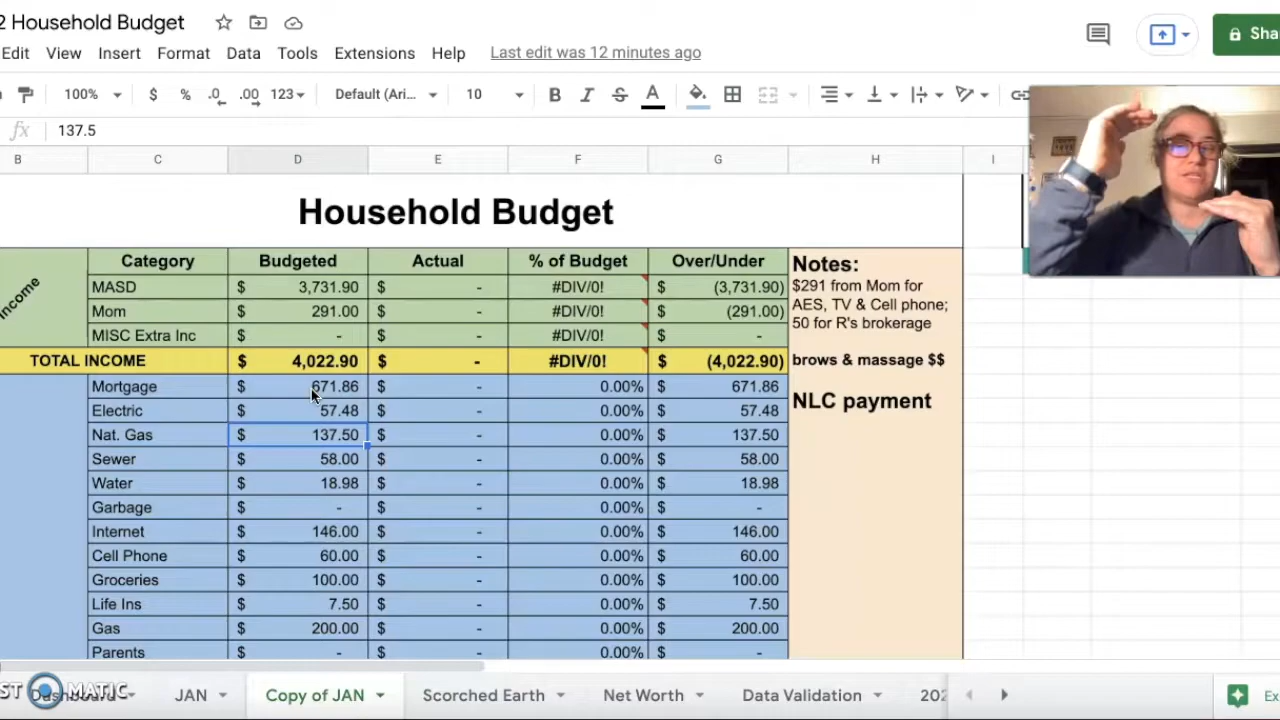 2 Household Budget
Edit View Insert Format Data Tools Extensions Help Last edit was 12 minutes ago
Sha
100% $ % .0 .00 123 Default (Ari... 10 B I S A
fx 137.5
B C D E F G H I
Household Budget
Income
Category Budgeted Actual % of Budget Over/Under
MASD $ 3,731.90 $ - #DIV/0! $ (3,731.90)
Mom $ 291.00 $ - #DIV/0! $ (291.00)
MISC Extra Inc $ - $ - #DIV/0! $ -
TOTAL INCOME $ 4,022.90 $ - #DIV/0! $ (4,022.90)
Mortgage $ 671.86 $ - 0.00% $ 671.86
Electric $ 57.48 $ - 0.00% $ 57.48
Nat. Gas $ 137.50 $ - 0.00% $ 137.50
Sewer $ 58.00 $ - 0.00% $ 58.00
Water $ 18.98 $ - 0.00% $ 18.98
Garbage $ - $ - 0.00% $ -
Internet $ 146.00 $ - 0.00% $ 146.00
Cell Phone $ 60.00 $ - 0.00% $ 60.00
Groceries $ 100.00 $ - 0.00% $ 100.00
Life Ins $ 7.50 $ - 0.00% $ 7.50
Gas $ 200.00 $ - 0.00% $ 200.00
Parents $ - $ - 0.00% $ -
Notes:
$291 from Mom for
AES, TV & Cell phone;
50 for R's brokerage
brows & massage $$
NLC payment
JAN Copy of JAN Scorched Earth Net Worth Data Validation 202
Ex
ST MATIC